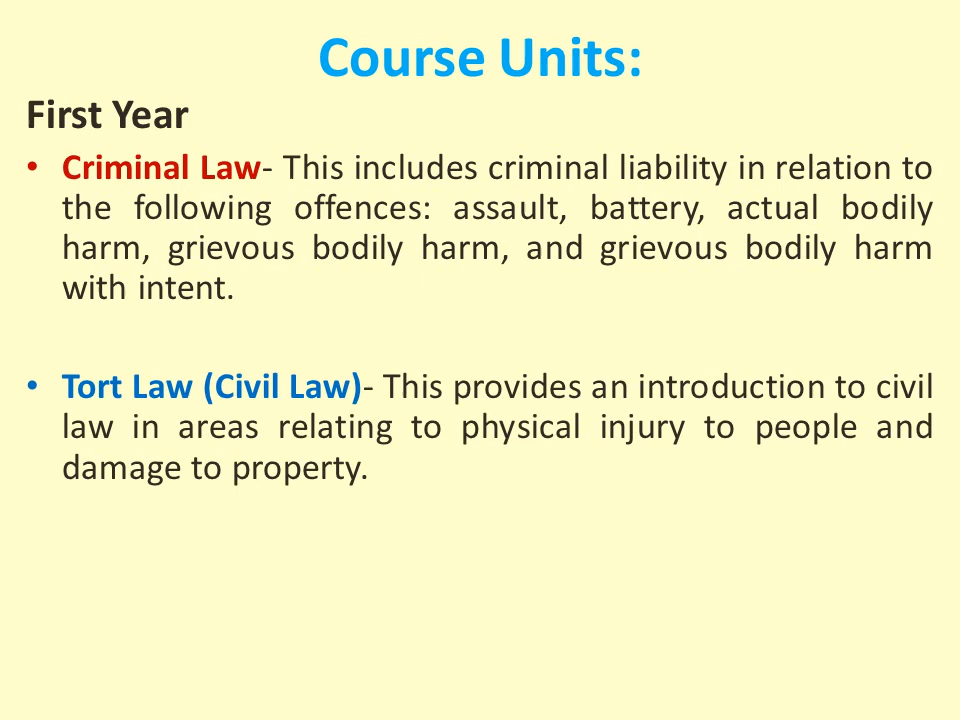 Course Units:
First Year
• Criminal Law- This includes criminal liability in relation to
the following offences: assault, battery, actual bodily
harm, grievous bodily harm, and grievous bodily harm
with intent.
• Tort Law (Civil Law)- This provides an introduction to civil
law in areas relating to physical injury to people and
damage to property.